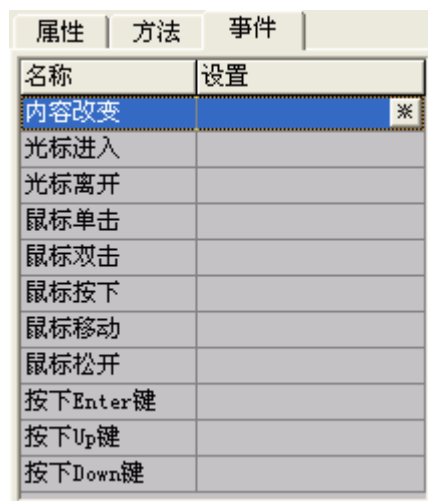 属性 方法 事件
名称 设置
内容改变 ※
光标进入
光标离开
鼠标单击
鼠标双击
鼠标按下
鼠标移动
鼠标松开
按下Enter键
按下Up键
按下Down键